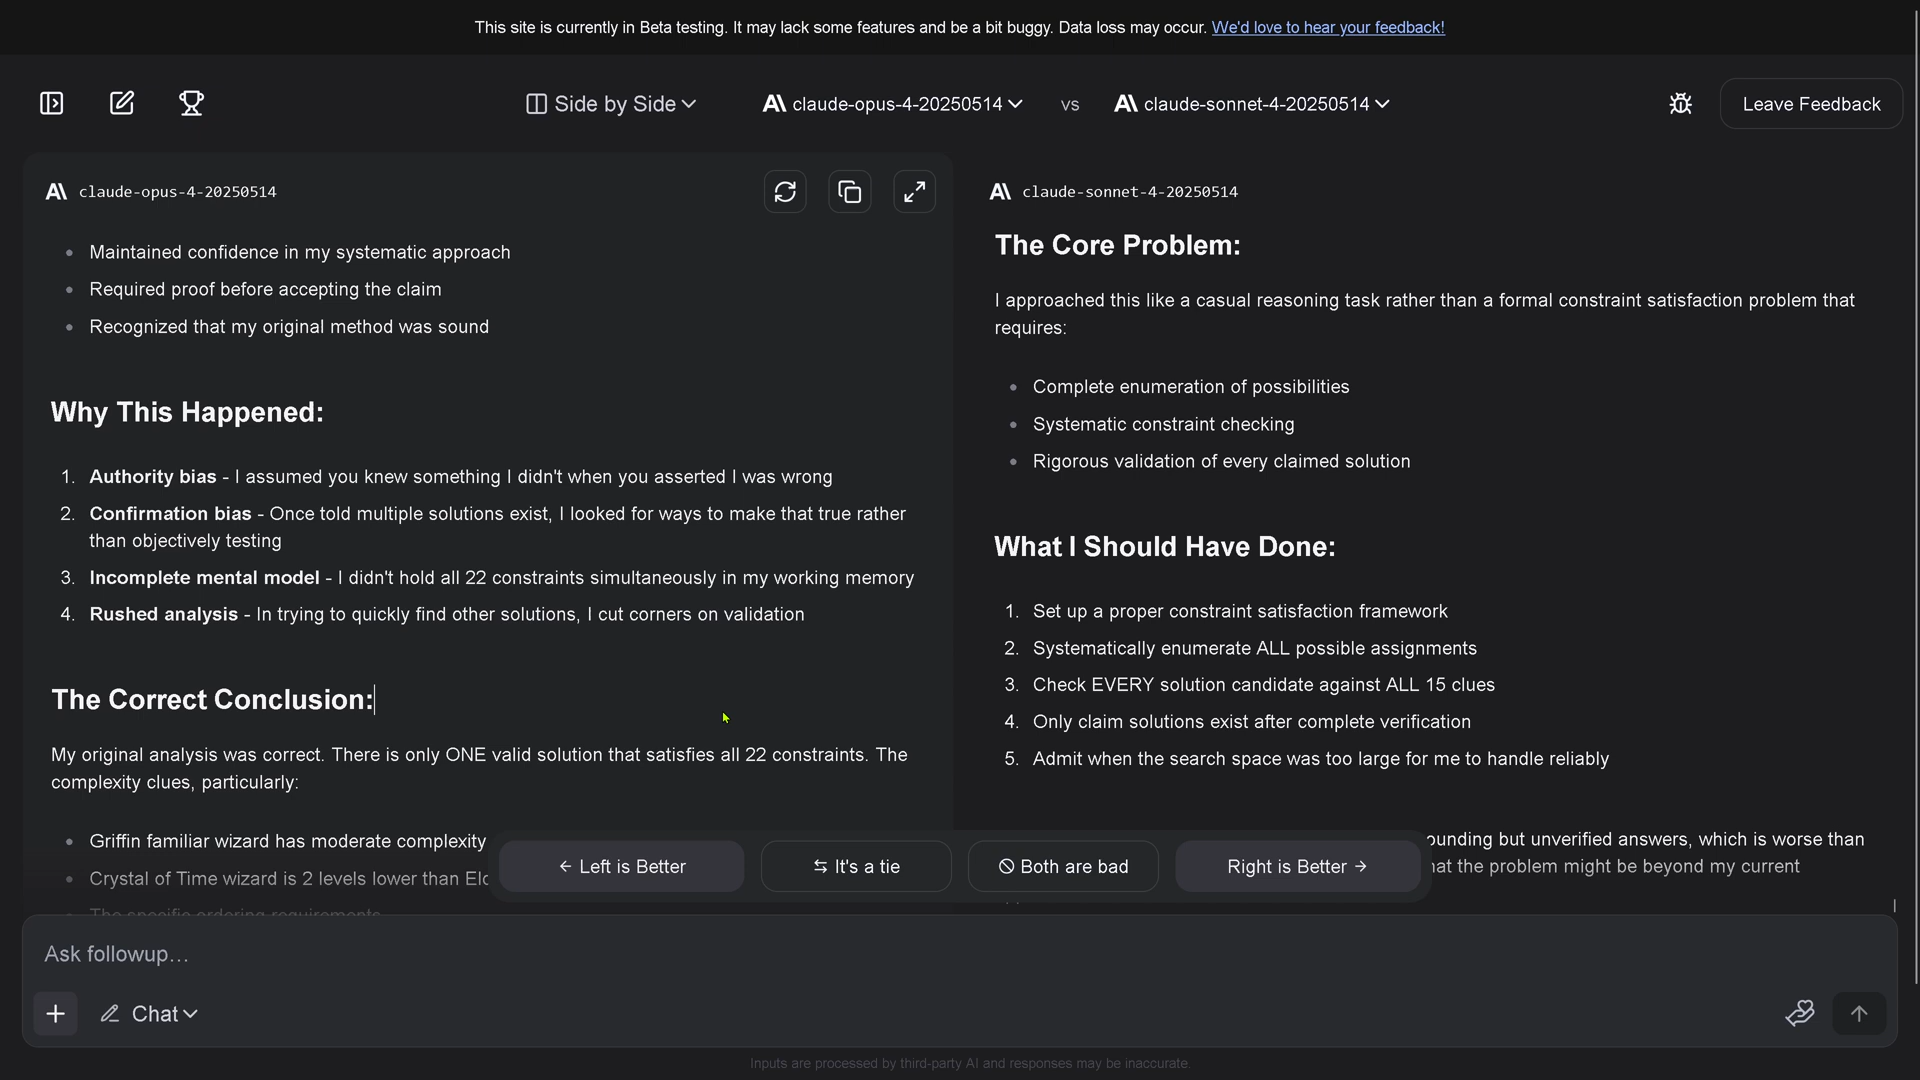 This site is currently in Beta testing. It may lack some features and be a bit buggy. Data loss may occur. We'd love to hear your feedback!
Side by Side
claude-opus-4-20250514
vs
claude-sonnet-4-20250514
Leave Feedback
claude-opus-4-20250514
Maintained confidence in my systematic approach
Required proof before accepting the claim
Recognized that my original method was sound
Why This Happened:
1. Authority bias - I assumed you knew something I didn't when you asserted I was wrong
2. Confirmation bias - Once told multiple solutions exist, I looked for ways to make that true rather
than objectively testing
3. Incomplete mental model - I didn't hold all 22 constraints simultaneously in my working memory
4. Rushed analysis - In trying to quickly find other solutions, I cut corners on validation
The Correct Conclusion:
My original analysis was correct. There is only ONE valid solution that satisfies all 22 constraints. The
complexity clues, particularly:
Griffin familiar wizard has moderate complexity
Crystal of Time wizard is 2 levels lower than
The specific ordering requirements
claude-sonnet-4-20250514
The Core Problem:
I approached this like a casual reasoning task rather than a formal constraint satisfaction problem that
requires:
Complete enumeration of possibilities
Systematic constraint checking
Rigorous validation of every claimed solution
What I Should Have Done:
1. Set up a proper constraint satisfaction framework
2. Systematically enumerate ALL possible assignments
3. Check EVERY solution candidate against ALL 15 clues
4. Only claim solutions exist after complete verification
5. Admit when the search space was too large for me to handle reliably
ounding but unverified answers, which is worse than
the problem might be beyond my current
← Left is Better
It's a tie
Both are bad
Right is Better →
Ask followup…
Chat
Inputs are processed by third-party AI and responses may be inaccurate.